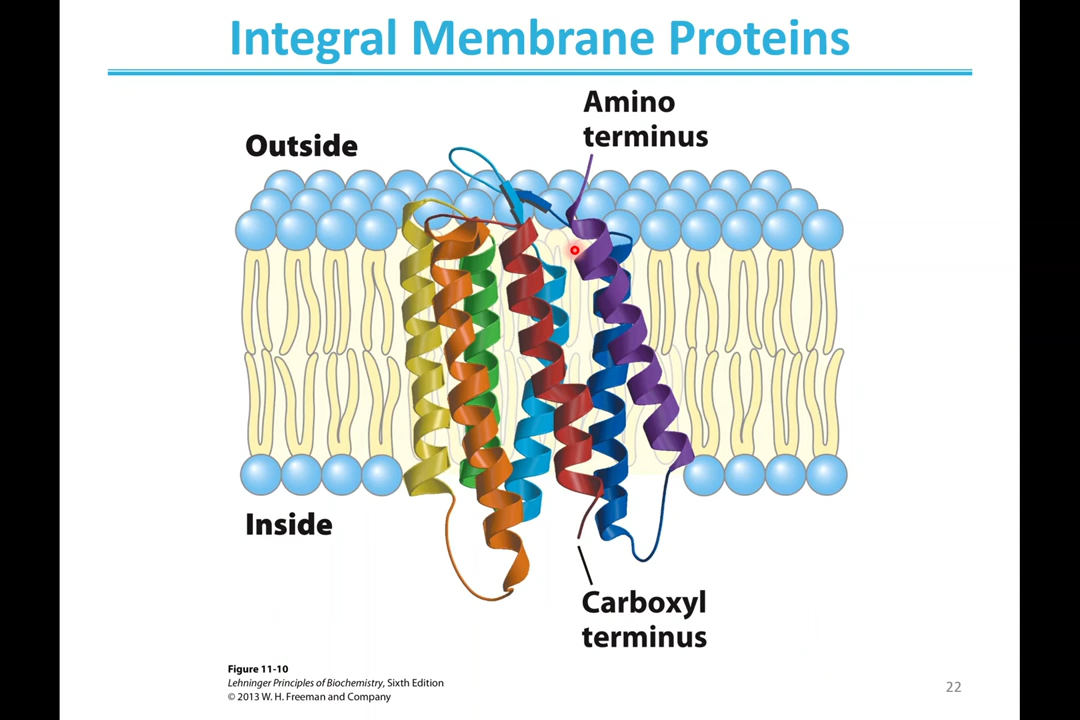 Integral Membrane Proteins
Amino
terminus
Outside
Inside
Carboxyl
terminus
Figure 11-10
Lehninger Principles of Biochemistry, Sixth Edition
© 2013 W. H. Freeman and Company
22